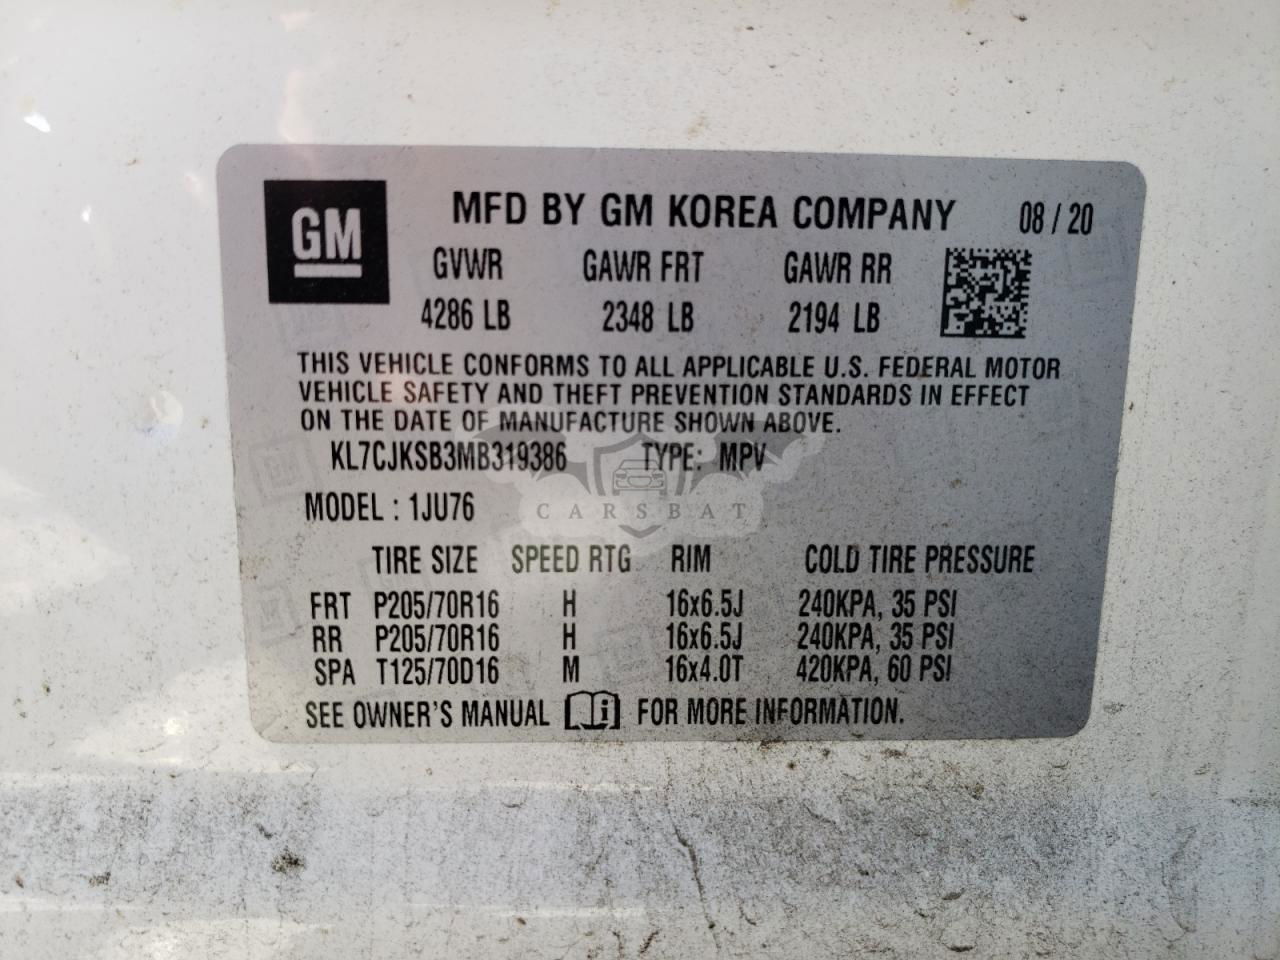 GM
MFD BY GM KOREA COMPANY 08 / 20
GVWR GAWR FRT GAWR RR
4286 LB 2348 LB 2194 LB
THIS VEHICLE CONFORMS TO ALL APPLICABLE U.S. FEDERAL MOTOR
VEHICLE SAFETY AND THEFT PREVENTION STANDARDS IN EFFECT
ON THE DATE OF MANUFACTURE SHOWN ABOVE.
KL7CJKSB3MB319386 TYPE: MPV
CARSBAT
MODEL : 1JU76
TIRE SIZE SPEED RTG RIM COLD TIRE PRESSURE
FRT P205/70R16 H 16x6.5J 240KPA, 35 PSI
RR P205/70R16 H 16x6.5J 240KPA, 35 PSI
SPA T125/70D16 M 16x4.0T 420KPA, 60 PSI
SEE OWNER'S MANUAL i FOR MORE INFORMATION.